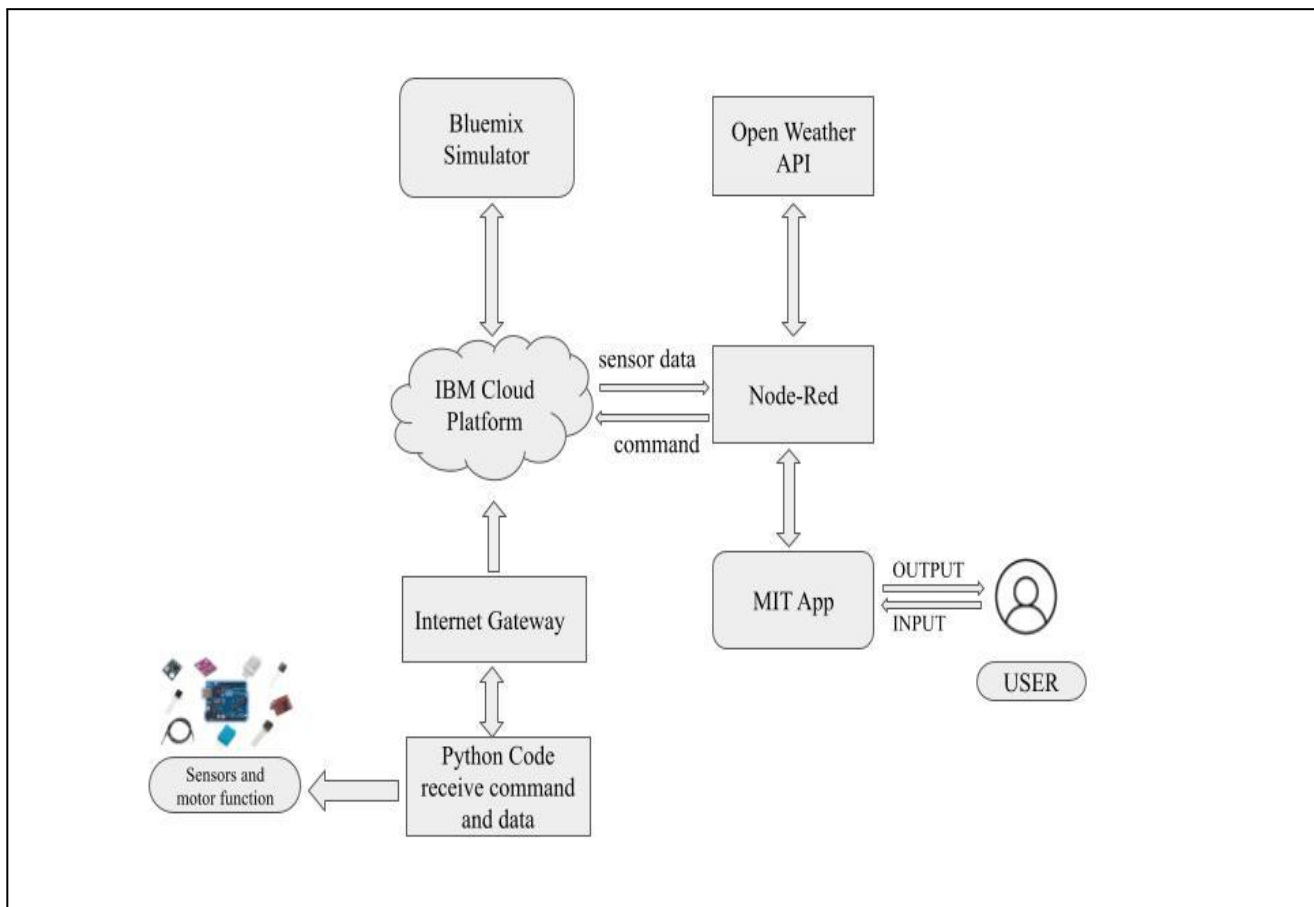 Bluemix
Simulator
Open Weather
API
IBM Cloud
Platform
sensor data
command
Node-Red
Internet Gateway
MIT App
OUTPUT
INPUT
USER
Python Code
receive command
and data
Sensors and
motor function